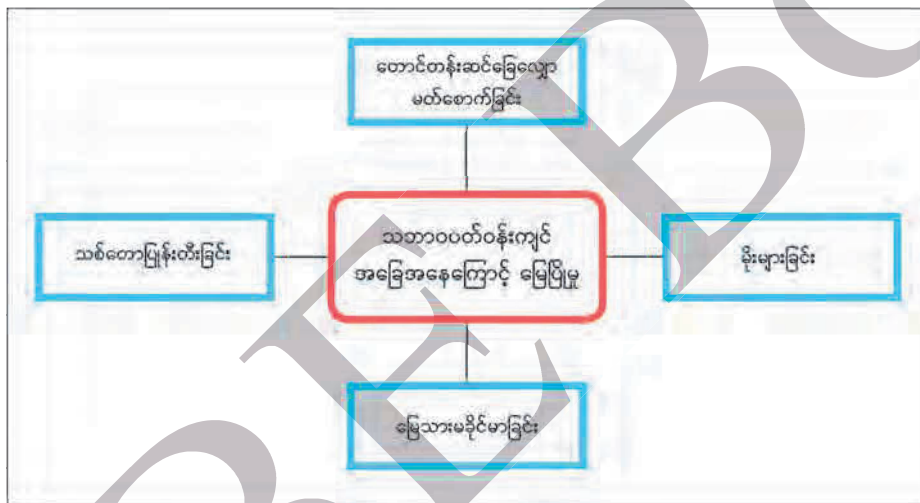 တောင်တန်းဆင်ခြေလျှော
မတ်စောက်ခြင်း
သစ်တောပြုန်းတီးခြင်း
သဘာဝပတ်ဝန်းကျင်
အခြေအနေကြောင့် မြေပြိုမှု
မိုးများခြင်း
မြေသားမခိုင်မာခြင်း